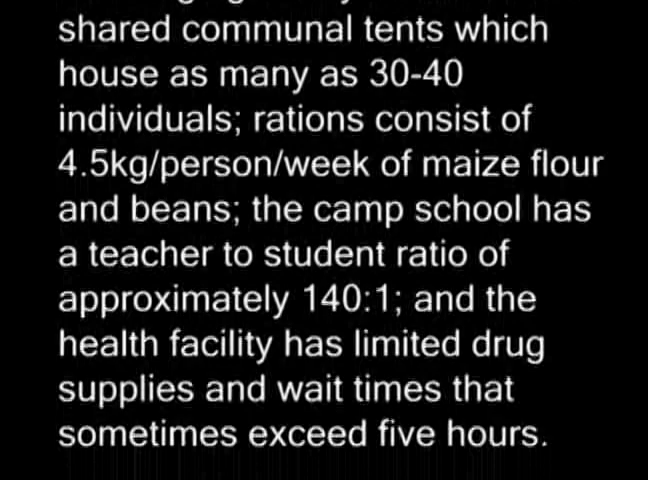 shared communal tents which
house as many as 30-40
individuals; rations consist of
4.5kg/person/week of maize flour
and beans; the camp school has
a teacher to student ratio of
approximately 140:1; and the
health facility has limited drug
supplies and wait times that
sometimes exceed five hours.